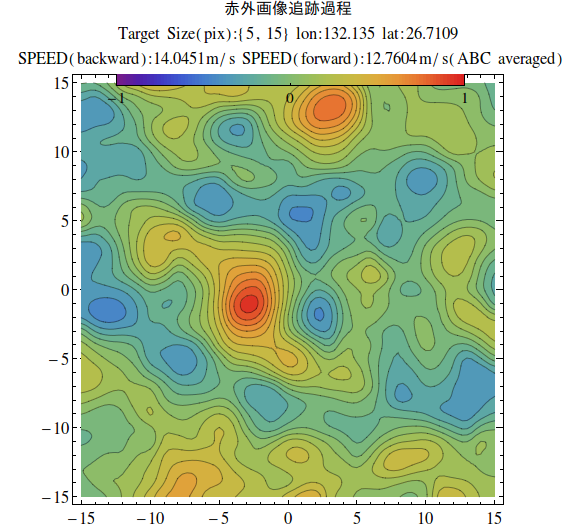 赤外画像追跡過程
Target Size(pix):{5, 15} lon:132.135 lat:26.7109
SPEED(backward):14.0451m/s SPEED(forward):12.7604m/s(ABC averaged)
-1 0 1
15
10
5
0
-5
-10
-15
-15 -10 -5 0 5 10 15